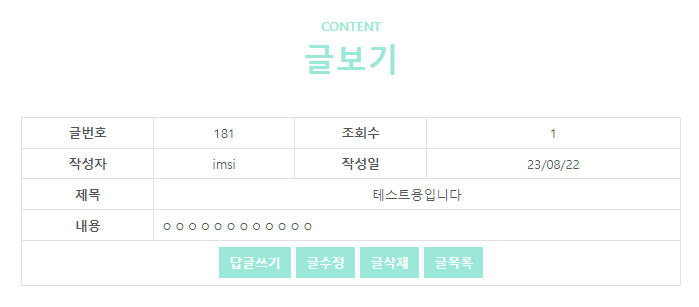 CONTENT
글보기
글번호 181 조회수 1
작성자 imsi 작성일 23/08/22
제목 테스트용입니다
내용 ㅇㅇㅇㅇㅇㅇㅇㅇㅇㅇㅇㅇ
답글쓰기 글수정 글삭제 글목록